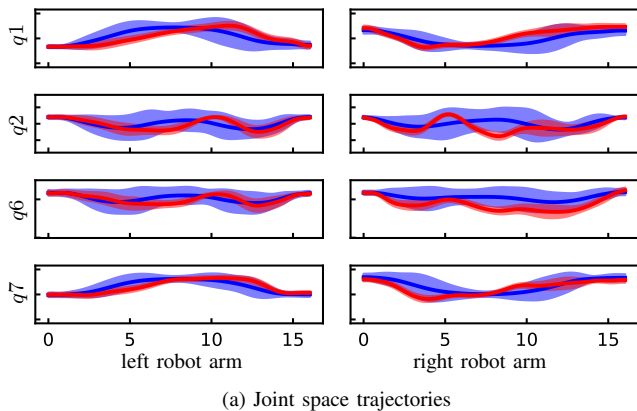 q1
q2
q6
q7
0 5 10 15 0 5 10 15
left robot arm right robot arm
(a) Joint space trajectories